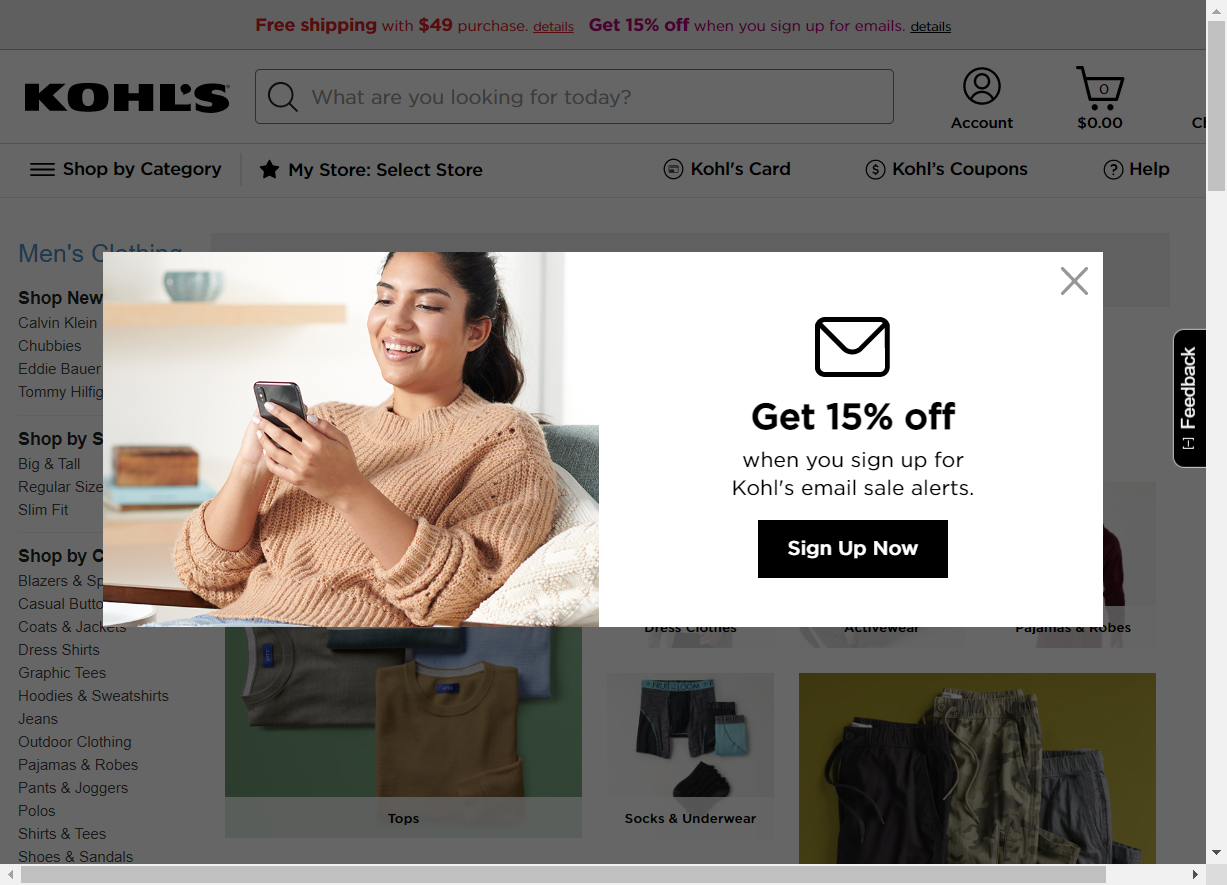 Free shipping with $49 purchase. details Get 15% off when you sign up for emails. details
KOHL'S
What are you looking for today?
0
Account
$0.00
Shop by Category
My Store: Select Store
Kohl's Card
$
Kohl’s Coupons
?
Help
Men's Clothing
Shop New
Calvin Klein
Chubbies
Eddie Bauer
Tommy Hilfig
Shop by S
Big & Tall
Regular Size
Slim Fit
Shop by C
Blazers & Sp
Casual Butto
Coats & Jackets
Dress Shirts
Graphic Tees
Hoodies & Sweatshirts
Jeans
Outdoor Clothing
Pajamas & Robes
Pants & Joggers
Polos
Shirts & Tees
Shoes & Sandals
Get 15% off
when you sign up for
Kohl's email sale alerts.
Sign Up Now
[-] Feedback
Dress Clothes
Activewear
Pajamas & Robes
Tops
FRUIT OF THE LOOM
Socks & Underwear